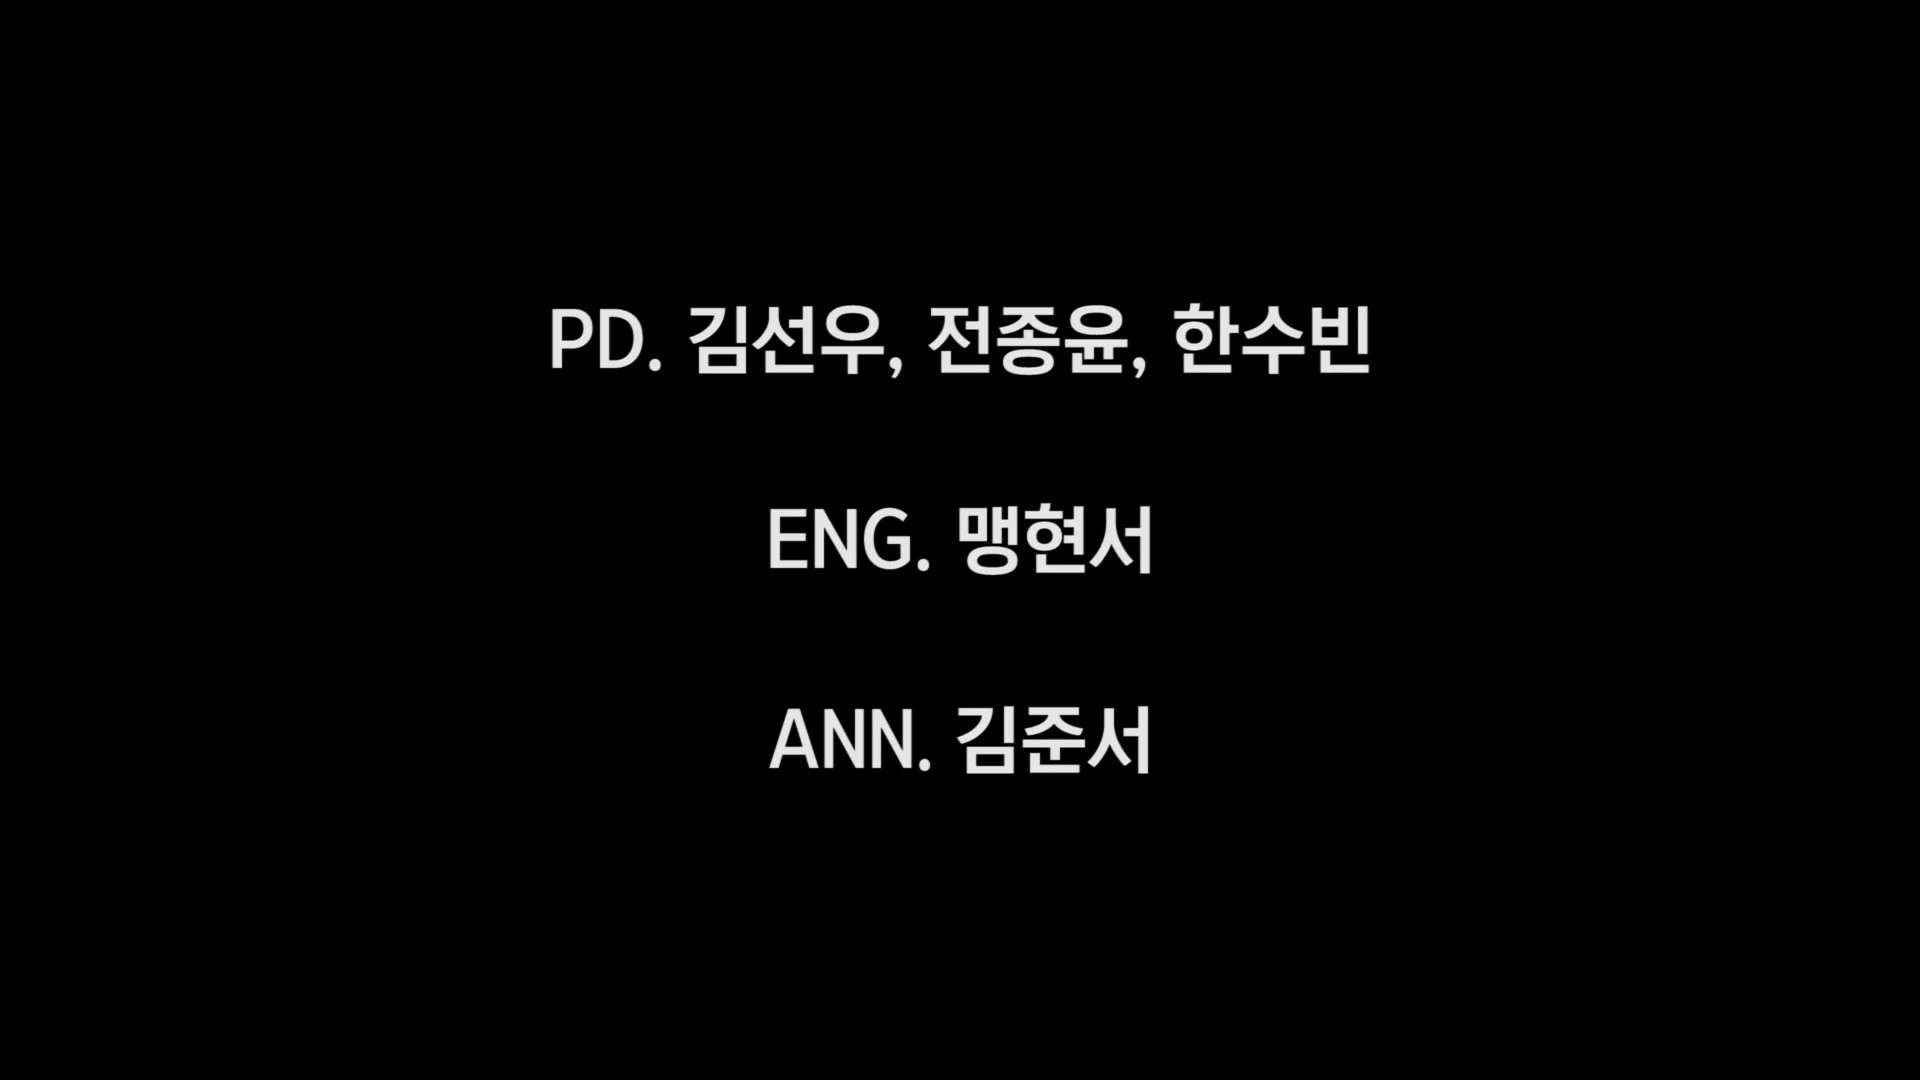 PD. 김선우, 전종윤, 한수빈
ENG. 맹현서
ANN. 김준서